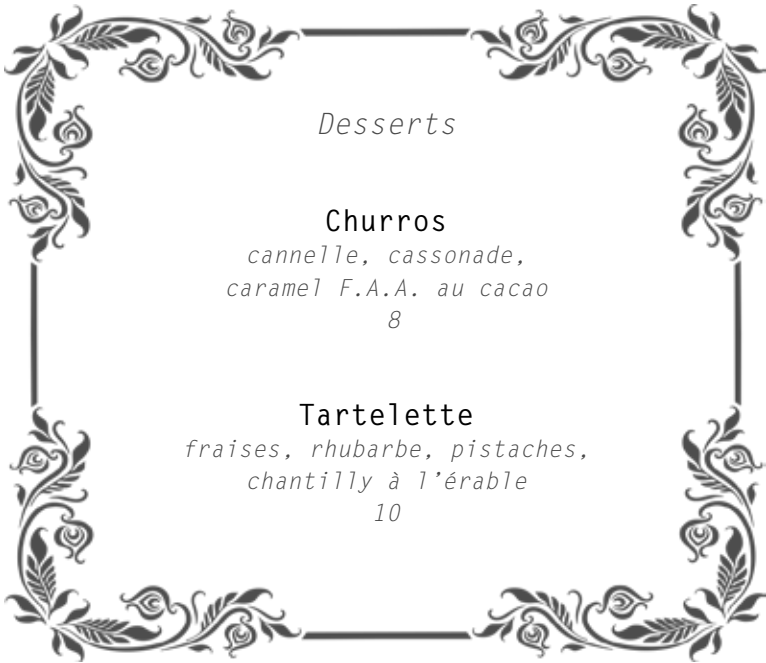 Desserts
Churros
cannelle, cassonade,
caramel F.A.A. au cacao
8
Tartelette
fraises, rhubarbe, pistaches,
chantilly à l’érable
10